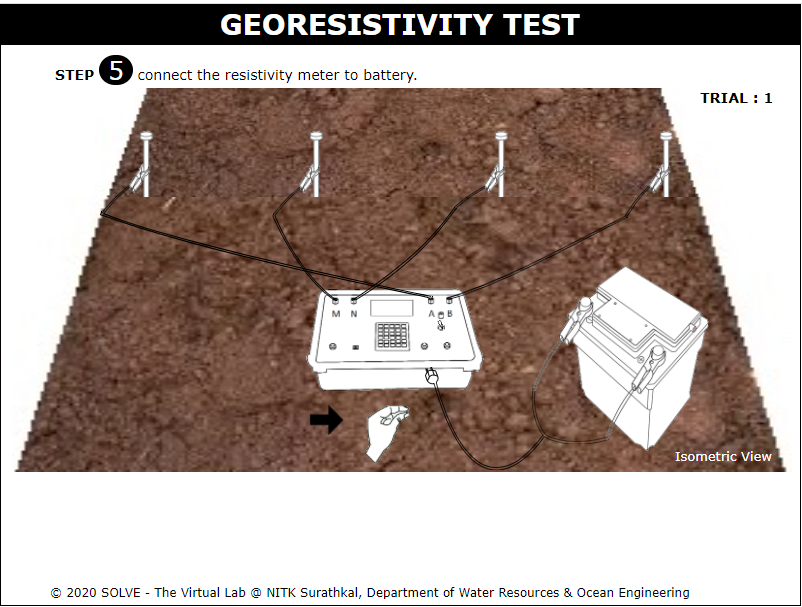 GEORESISTIVITY TEST
STEP 5 connect the resistivity meter to battery.
TRIAL : 1
M N A B
Isometric View
© 2020 SOLVE - The Virtual Lab @ NITK Surathkal, Department of Water Resources & Ocean Engineering